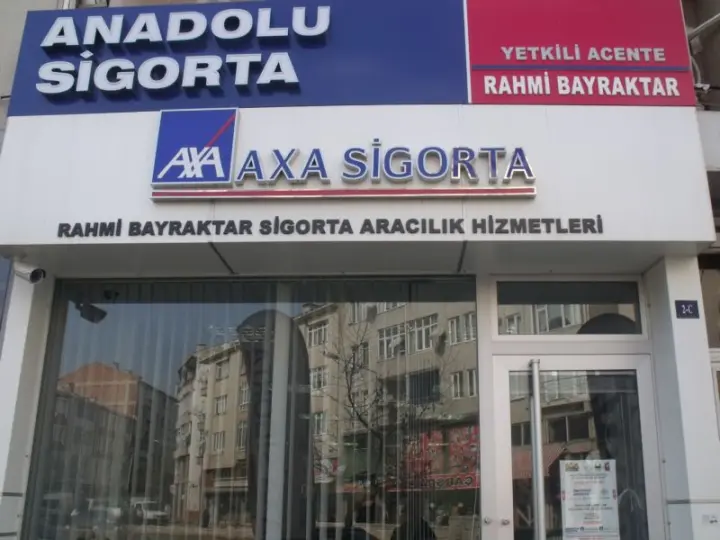 ANADOLU
SİGORTA
YETKİLİ ACENTE
RAHMİ BAYRAKTAR
AXA AXA SİGORTA
RAHMİ BAYRAKTAR SİGORTA ARACILIK HİZMETLERİ
2-C